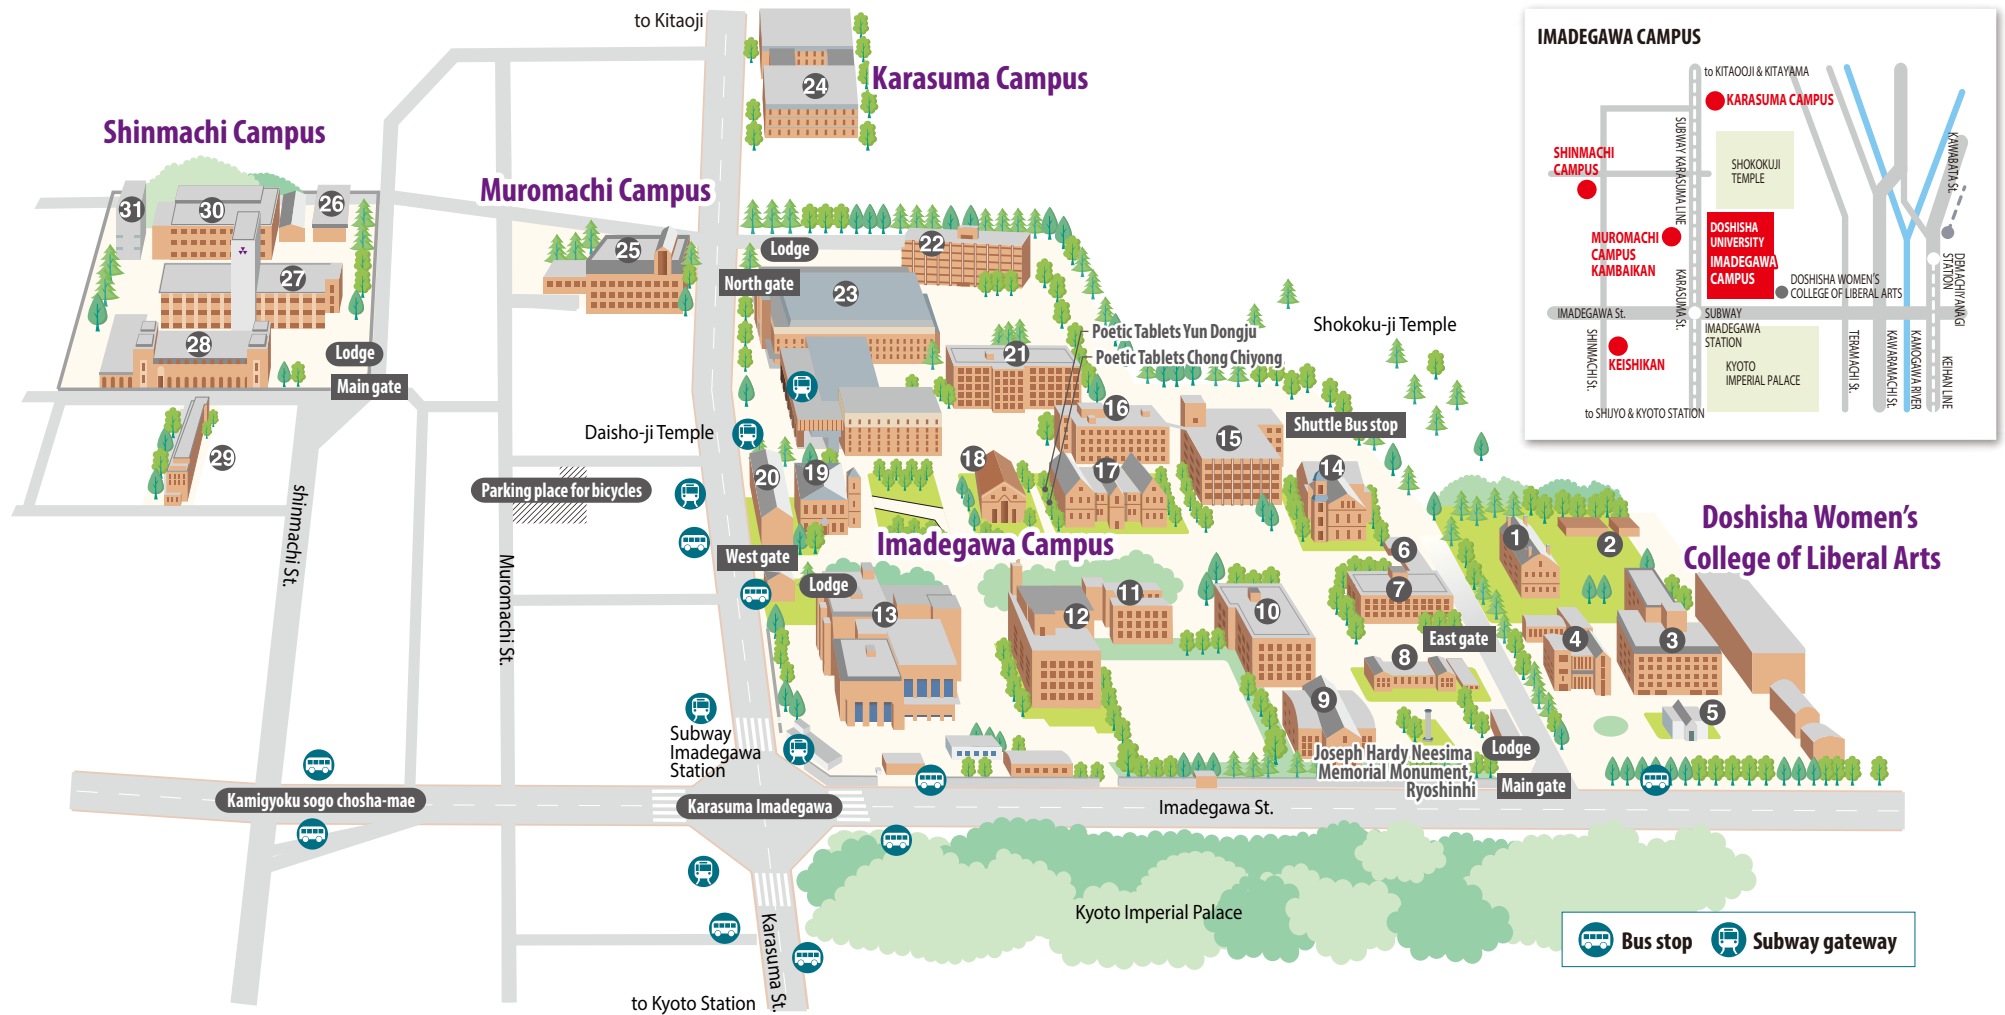 to Kitaoji
Karasuma Campus
24
Shinmachi Campus
31
30
26
27
28
Lodge
Main gate
29
shinmachi St.
Muromachi Campus
25
Lodge
22
North gate
23
Poetic Tablets Yun Dongju
Poetic Tablets Chong Chiyong
Shokoku-ji Temple
21
16
15
Shuttle Bus stop
Daisho-ji Temple
Parking place for bicycles
20
19
18
17
14
Muromachi St.
West gate
Imadegawa Campus
Lodge
13
12
11
10
6
7
East gate
8
9
Doshisha Women's
College of Liberal Arts
1
2
3
4
5
Joseph Hardy Neesima
Memorial Monument,
Ryoshinhi
Lodge
Main gate
Subway
Imadegawa
Station
Kamigyoku sogo chosha-mae
Karasuma Imadegawa
Imadegawa St.
Kyoto Imperial Palace
Karasuma St.
to Kyoto Station
Bus stop
Subway gateway
IMADEGAWA CAMPUS
to KITAOOJI & KITAYAMA
KARASUMA CAMPUS
SUBWAY KARASUMA LINE
SHINMACHI
CAMPUS
SHOKOKUJI
TEMPLE
KAWABATA St.
MUROMACHI
CAMPUS
KAMBAIKAN
DOSHISHA
UNIVERSITY
IMADEGAWA
CAMPUS
DOSHISHA WOMEN'S
COLLEGE OF LIBERAL ARTS
DEMACHIYANAGI
STATION
KARASUMA St.
IMADEGAWA St.
SUBWAY
IMADEGAWA
STATION
SHINMACHI St.
KEISHIKAN
KYOTO
IMPERIAL PALACE
TERAMACHI St.
KAWARAMACHI St.
KAMOGAWA RIVER
KEIHAN LINE
to SHIJYO & KYOTO STATION